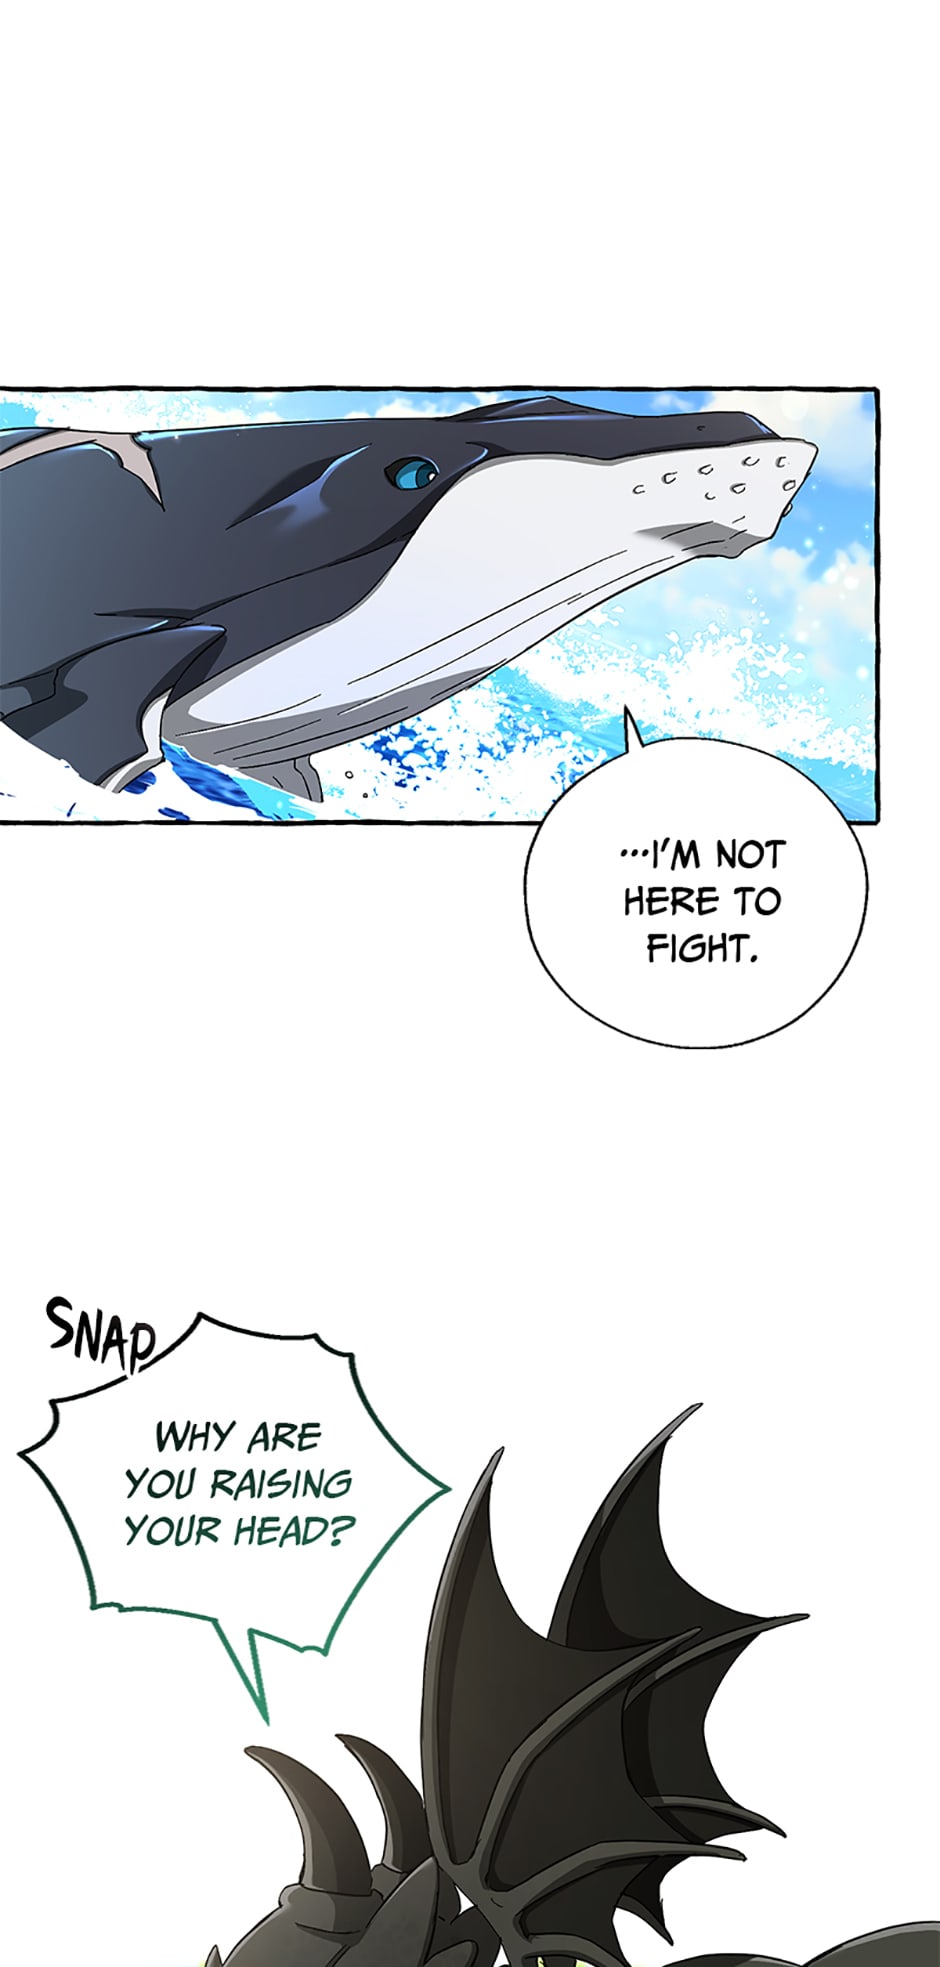 ...I'M NOT
HERE TO
FIGHT.
SNAP
WHY ARE
YOU RAISING
YOUR HEAD?